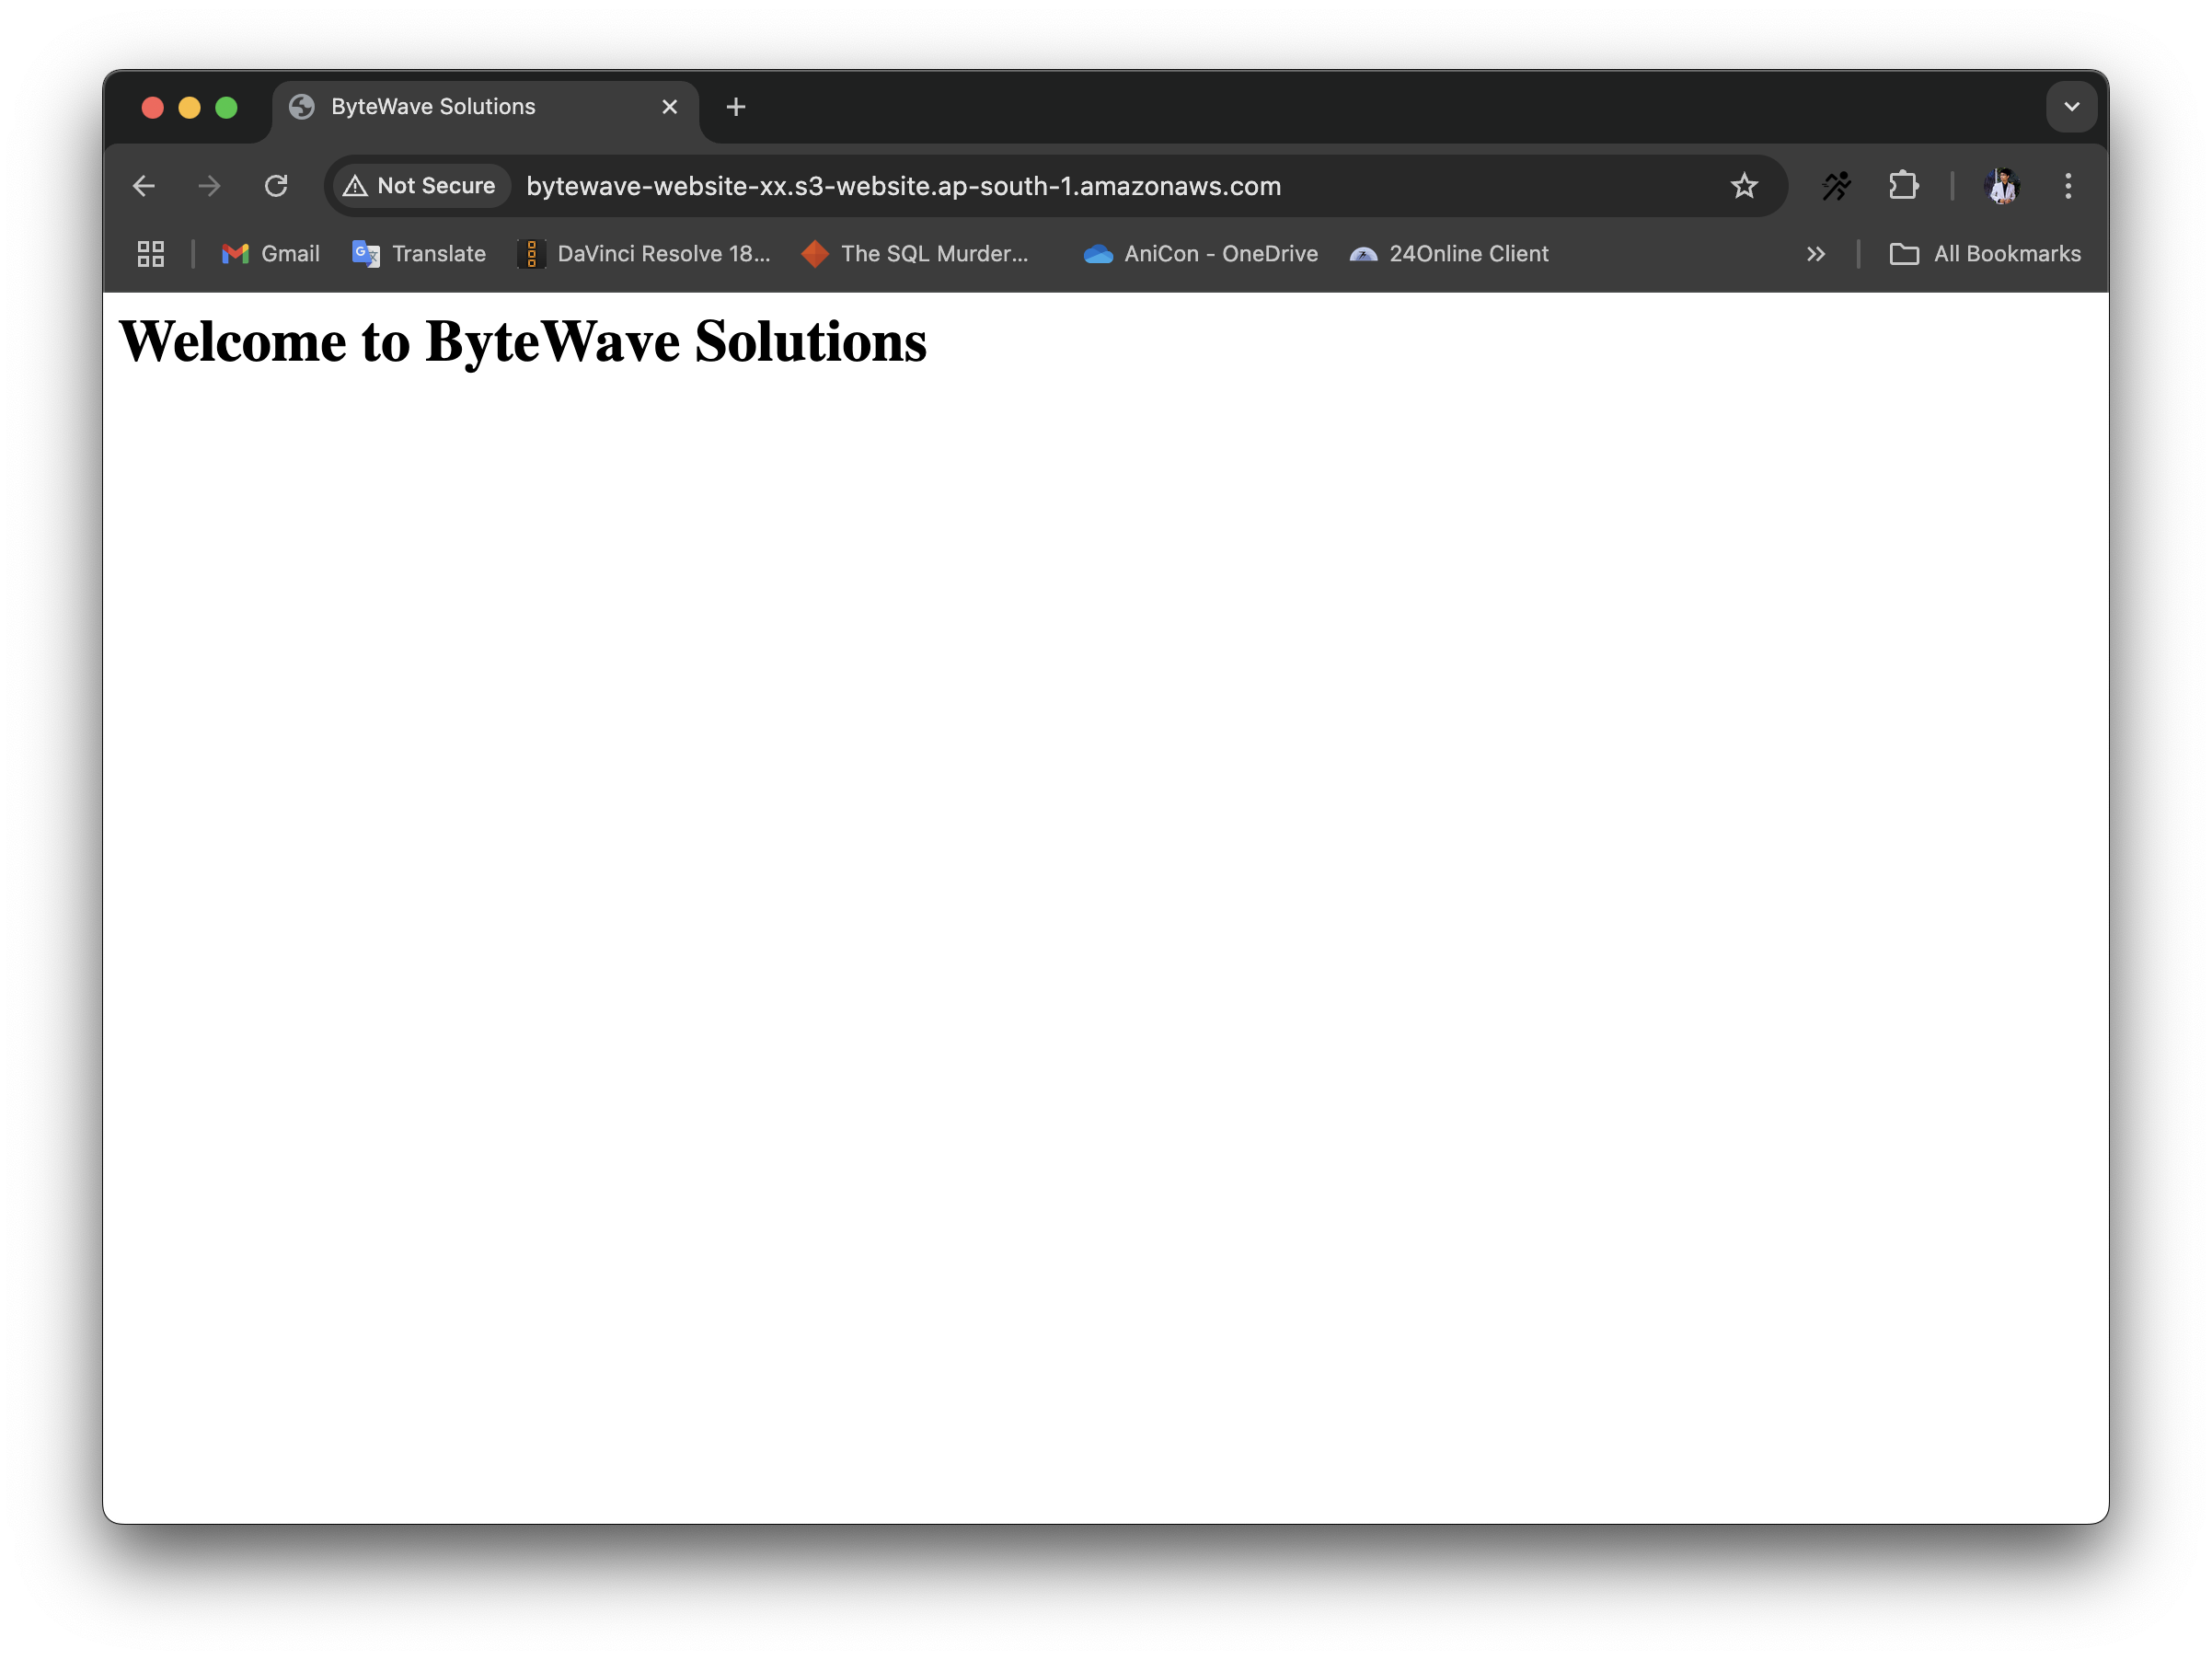 ByteWave Solutions
Not Secure bytewave-website-xx.s3-website.ap-south-1.amazonaws.com
Gmail Translate DaVinci Resolve 18... The SQL Murder... AniCon - OneDrive 24Online Client All Bookmarks
Welcome to ByteWave Solutions